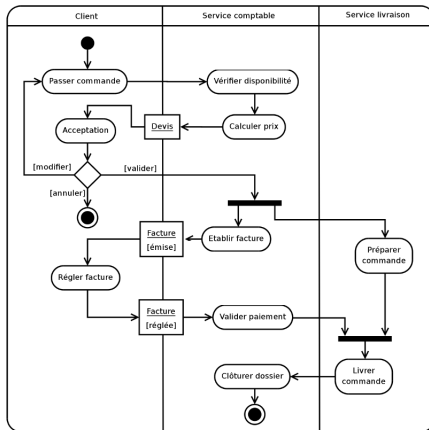 Client
Service comptable
Service livraison
Passer commande
Vérifier disponibilité
Devis
Calculer prix
Acceptation
[modifier]
[valider]
[annuler]
Facture
[émise]
Etablir facture
Préparer
commande
Régler facture
Facture
[réglée]
Valider paiement
Livrer
commande
Clôturer dossier